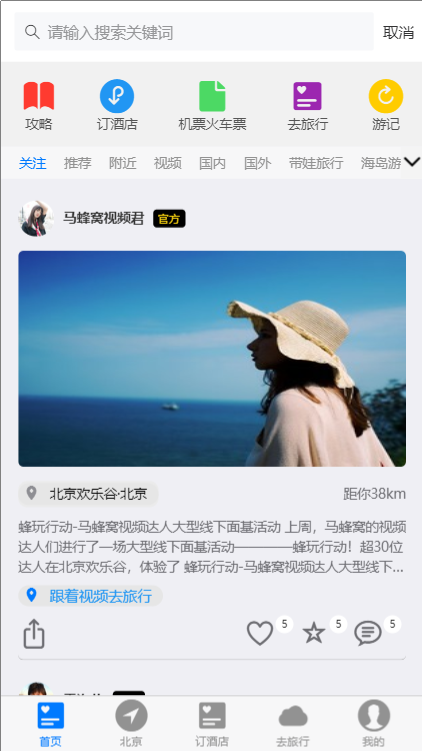 请输入搜索关键词 取消
攻略 订酒店 机票火车票 去旅行 游记
关注 推荐 附近 视频 国内 国外 带娃旅行 海岛游
马蜂窝视频君 官方
北京欢乐谷·北京 距你38km
蜂玩行动-马蜂窝视频达人大型线下面基活动 上周，马蜂窝的视频
达人们进行了一场大型线下面基活动————蜂玩行动！超30位
达人在北京欢乐谷，体验了 蜂玩行动-马蜂窝视频达人大型线下...
跟着视频去旅行
5 5 5
首页 北京 订酒店 去旅行 我的